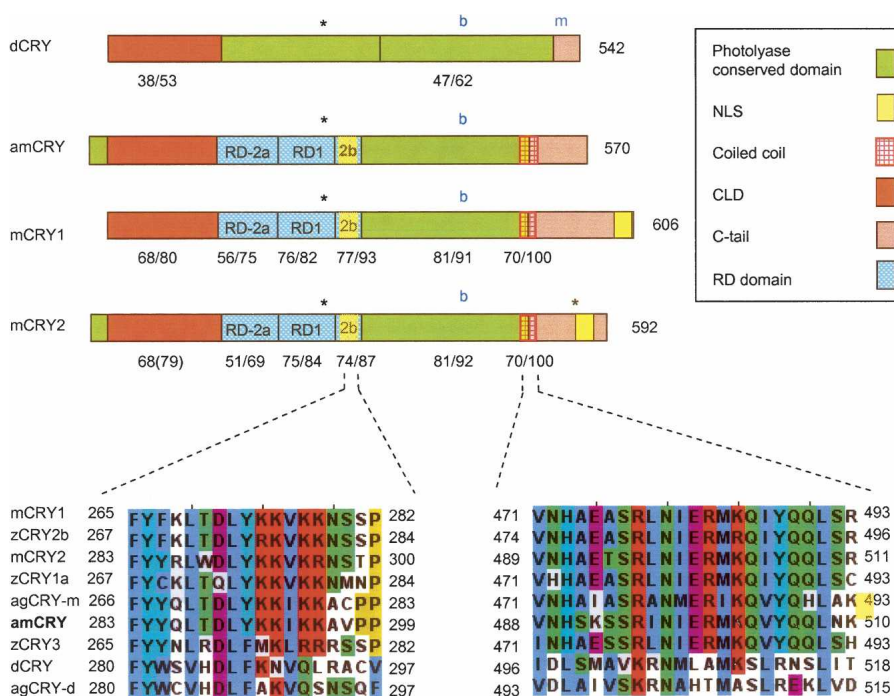 * b m
dCRY 542
38/53 47/62
* b
amCRY RD-2a RD1 2b 570
* b
mCRY1 RD-2a RD1 2b 606
68/80 56/75 76/82 77/93 81/91 70/100
* b *
mCRY2 RD-2a RD1 2b 592
68(79) 51/69 75/84 74/87 81/92 70/100
Photolyase
conserved domain
NLS
Coiled coil
CLD
C-tail
RD domain
mCRY1 265 FYFKLTDLYKKVKKNSSP 282 471 VNHAEASRLNIERMKQIYQQLSR 493
zCRY2b 267 FYFKLTDLYKKVKKNSSP 284 474 VNHAEASRLNIERMKQIYQQLSR 496
mCRY2 283 FYYRLWDLYKKVKRNSTP 300 489 VNHAETSRLNIERMKQIYQQLSR 511
zCRY1a 267 FYCKLTQLYKKVKKNMNP 284 471 VHHAEASRLNIERMKQIYQQLSC 493
agCRY-m 266 FYYQLTDLYKKIKKACPP 283 471 VNHAIASRANMERIKQVYQHLAK 493
amCRY 283 FYYQLTDLYKKIKKAVPP 299 488 VNHSKSSRINIERMKQVYQQLNK 510
zCRY3 265 FYYNLRDLFMKLRRRSSP 282 471 VNHAESSRLNIERMKQIYQQLSH 493
dCRY 280 FYWSVHDLFKNVQLRACV 297 496 IDLSMAVKRNMLAMKSLRNSLIT 518
agCRY-d 280 FYWCVHDLFAKVQSNSQF 297 493 VDLAIVSKRNAHTMASLREKLVD 515